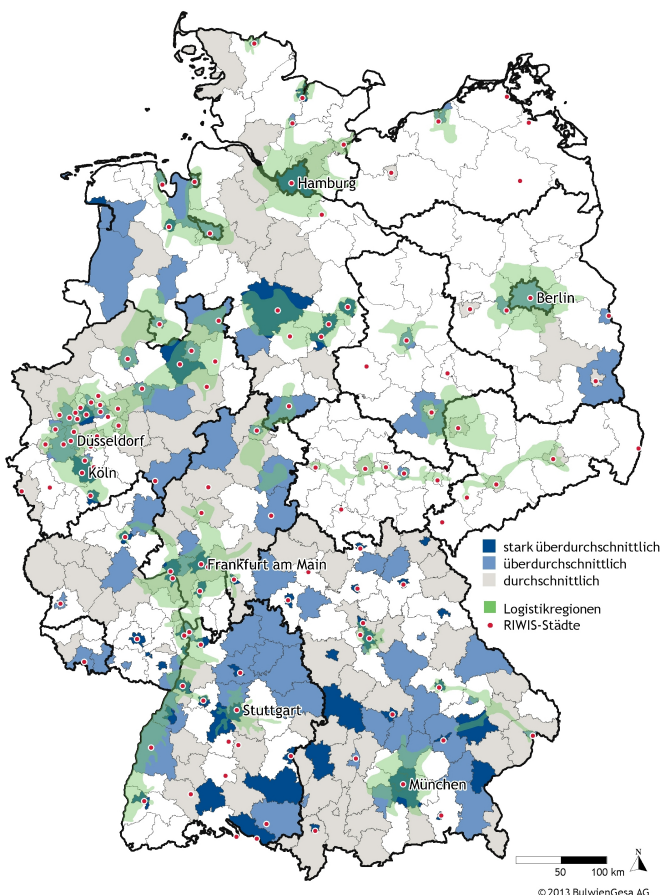 Hamburg
Berlin
Düsseldorf
Köln
Frankfurt am Main
stark überdurchschnittlich
überdurchschnittlich
durchschnittlich
Logistikregionen
RIWIS-Städte
Stuttgart
München
N
50 100 km
© 2013 BulwienGesa AG